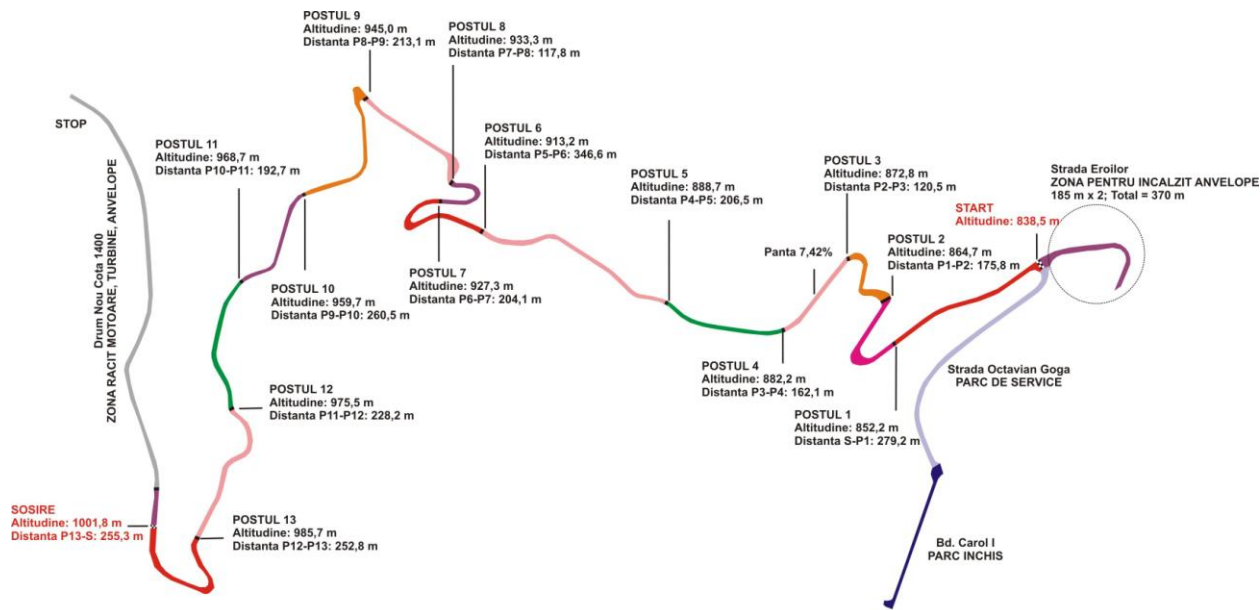 POSTUL 9
Altitudine: 945,0 m
Distanta P8-P9: 213,1 m
POSTUL 8
Altitudine: 933,3 m
Distanta P7-P8: 117,8 m
STOP
Drum Nou Cota 1400
ZONA RACIT MOTOARE, TURBINE, ANVELOPE
POSTUL 11
Altitudine: 968,7 m
Distanta P10-P11: 192,7 m
POSTUL 6
Altitudine: 913,2 m
Distanta P5-P6: 346,6 m
POSTUL 5
Altitudine: 888,7 m
Distanta P4-P5: 206,5 m
POSTUL 3
Altitudine: 872,8 m
Distanta P2-P3: 120,5 m
Strada Eroilor
ZONA PENTRU INCALZIT ANVELOPE
185 m x 2; Total = 370 m
START
Altitudine: 838,5 m
POSTUL 2
Altitudine: 864,7 m
Distanta P1-P2: 175,8 m
Panta 7,42%
POSTUL 7
Altitudine: 927,3 m
Distanta P6-P7: 204,1 m
POSTUL 10
Altitudine: 959,7 m
Distanta P9-P10: 260,5 m
POSTUL 4
Altitudine: 882,2 m
Distanta P3-P4: 162,1 m
Strada Octavian Goga
PARC DE SERVICE
POSTUL 12
Altitudine: 975,5 m
Distanta P11-P12: 228,2 m
POSTUL 1
Altitudine: 852,2 m
Distanta S-P1: 279,2 m
SOSIRE
Altitudine: 1001,8 m
Distanta P13-S: 255,3 m
POSTUL 13
Altitudine: 985,7 m
Distanta P12-P13: 252,8 m
Bd. Carol I
PARC INCHIS